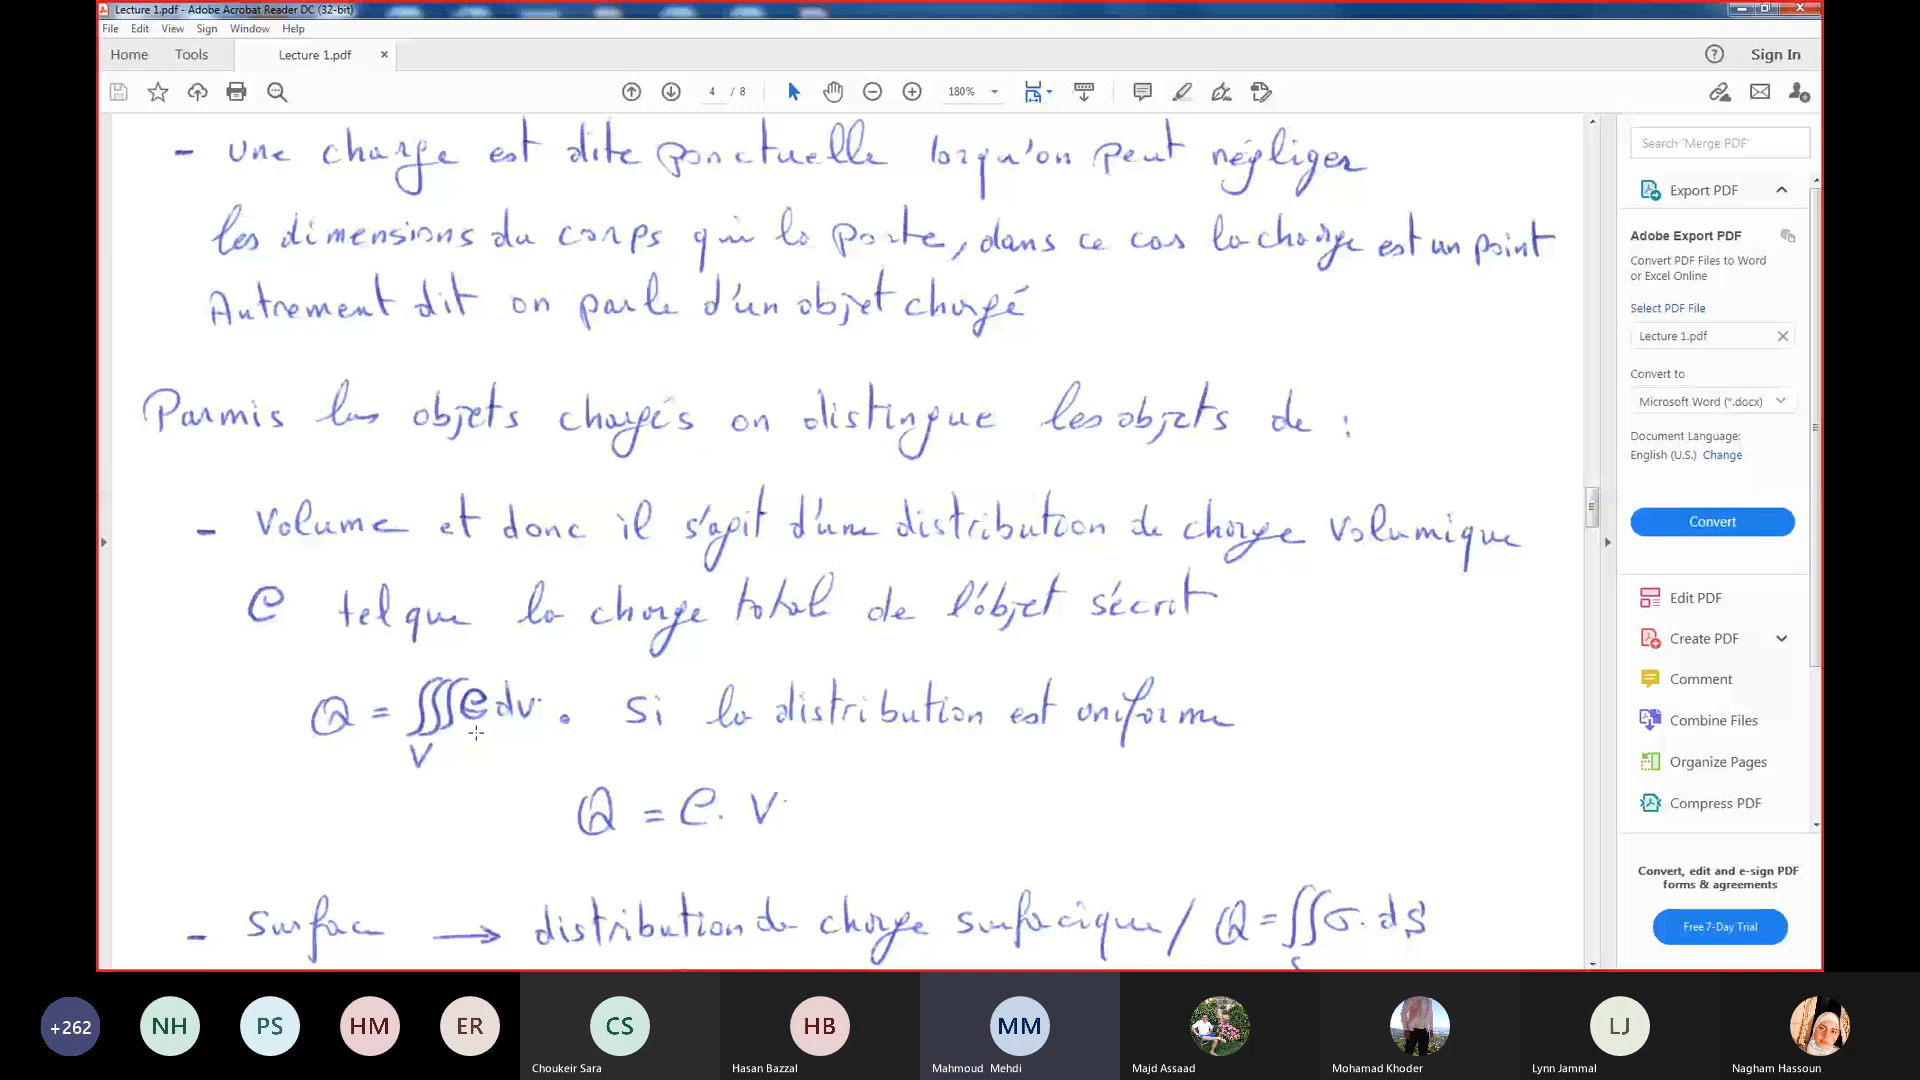 Lecture 1.pdf - Adobe Acrobat Reader DC (32-bit)
File Edit View Sign Window Help
Home Tools Lecture 1.pdf × Sign In
4 / 8 180%
- une charge est dite ponctuelle lorsqu'on peut négliger
les dimensions du corps qui la porte, dans ce cas la charge est un point
Autrement dit on parle d'un objet chargé
Parmis les objets chargés on distingue les objets de :
- Volume et donc il s'agit d'une distribution de charge volumique
ρ tel que la charge total de l'objet s'écrit
Q = ∭ρ dv . Si la distribution est uniforme
V
Q = ρ. V
- Surface → distribution de charge surfacique / Q = ∬σ. dS
S
Search 'Merge PDF'
Export PDF
Adobe Export PDF
Convert PDF Files to Word
or Excel Online
Select PDF File
Lecture 1.pdf
Convert to
Microsoft Word (*.docx)
Document Language:
English (U.S.) Change
Convert
Edit PDF
Create PDF
Comment
Combine Files
Organize Pages
Compress PDF
Convert, edit and e-sign PDF
forms & agreements
Free 7-Day Trial
+262 NH PS HM ER CS HB MM LJ
Choukeir Sara Hasan Bazzal Mahmoud Mehdi Majd Assaad Mohamad Khoder Lynn Jammal Nagham Hassoun